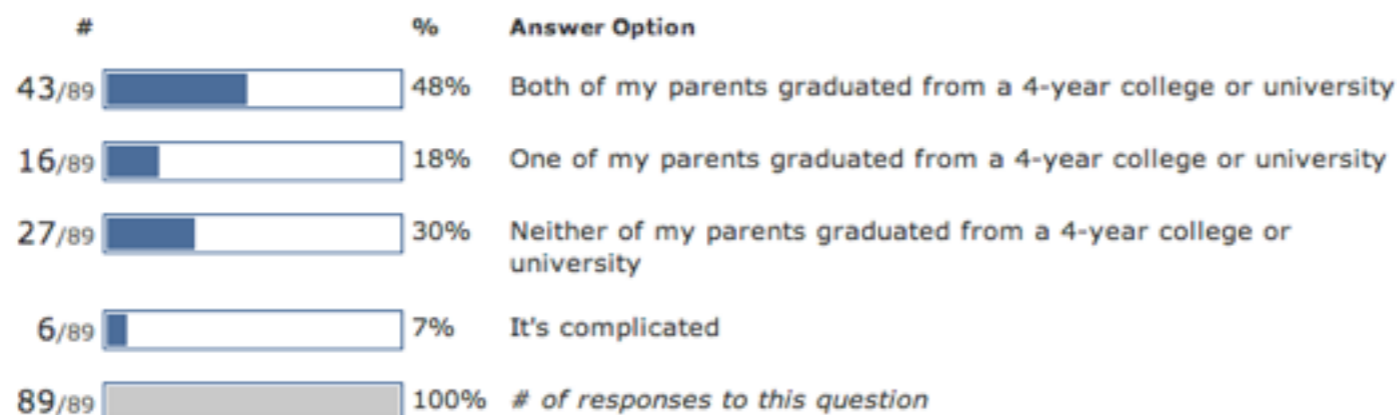 # % Answer Option
43/89 48% Both of my parents graduated from a 4-year college or university
16/89 18% One of my parents graduated from a 4-year college or university
27/89 30% Neither of my parents graduated from a 4-year college or
university
6/89 7% It's complicated
89/89 100% # of responses to this question